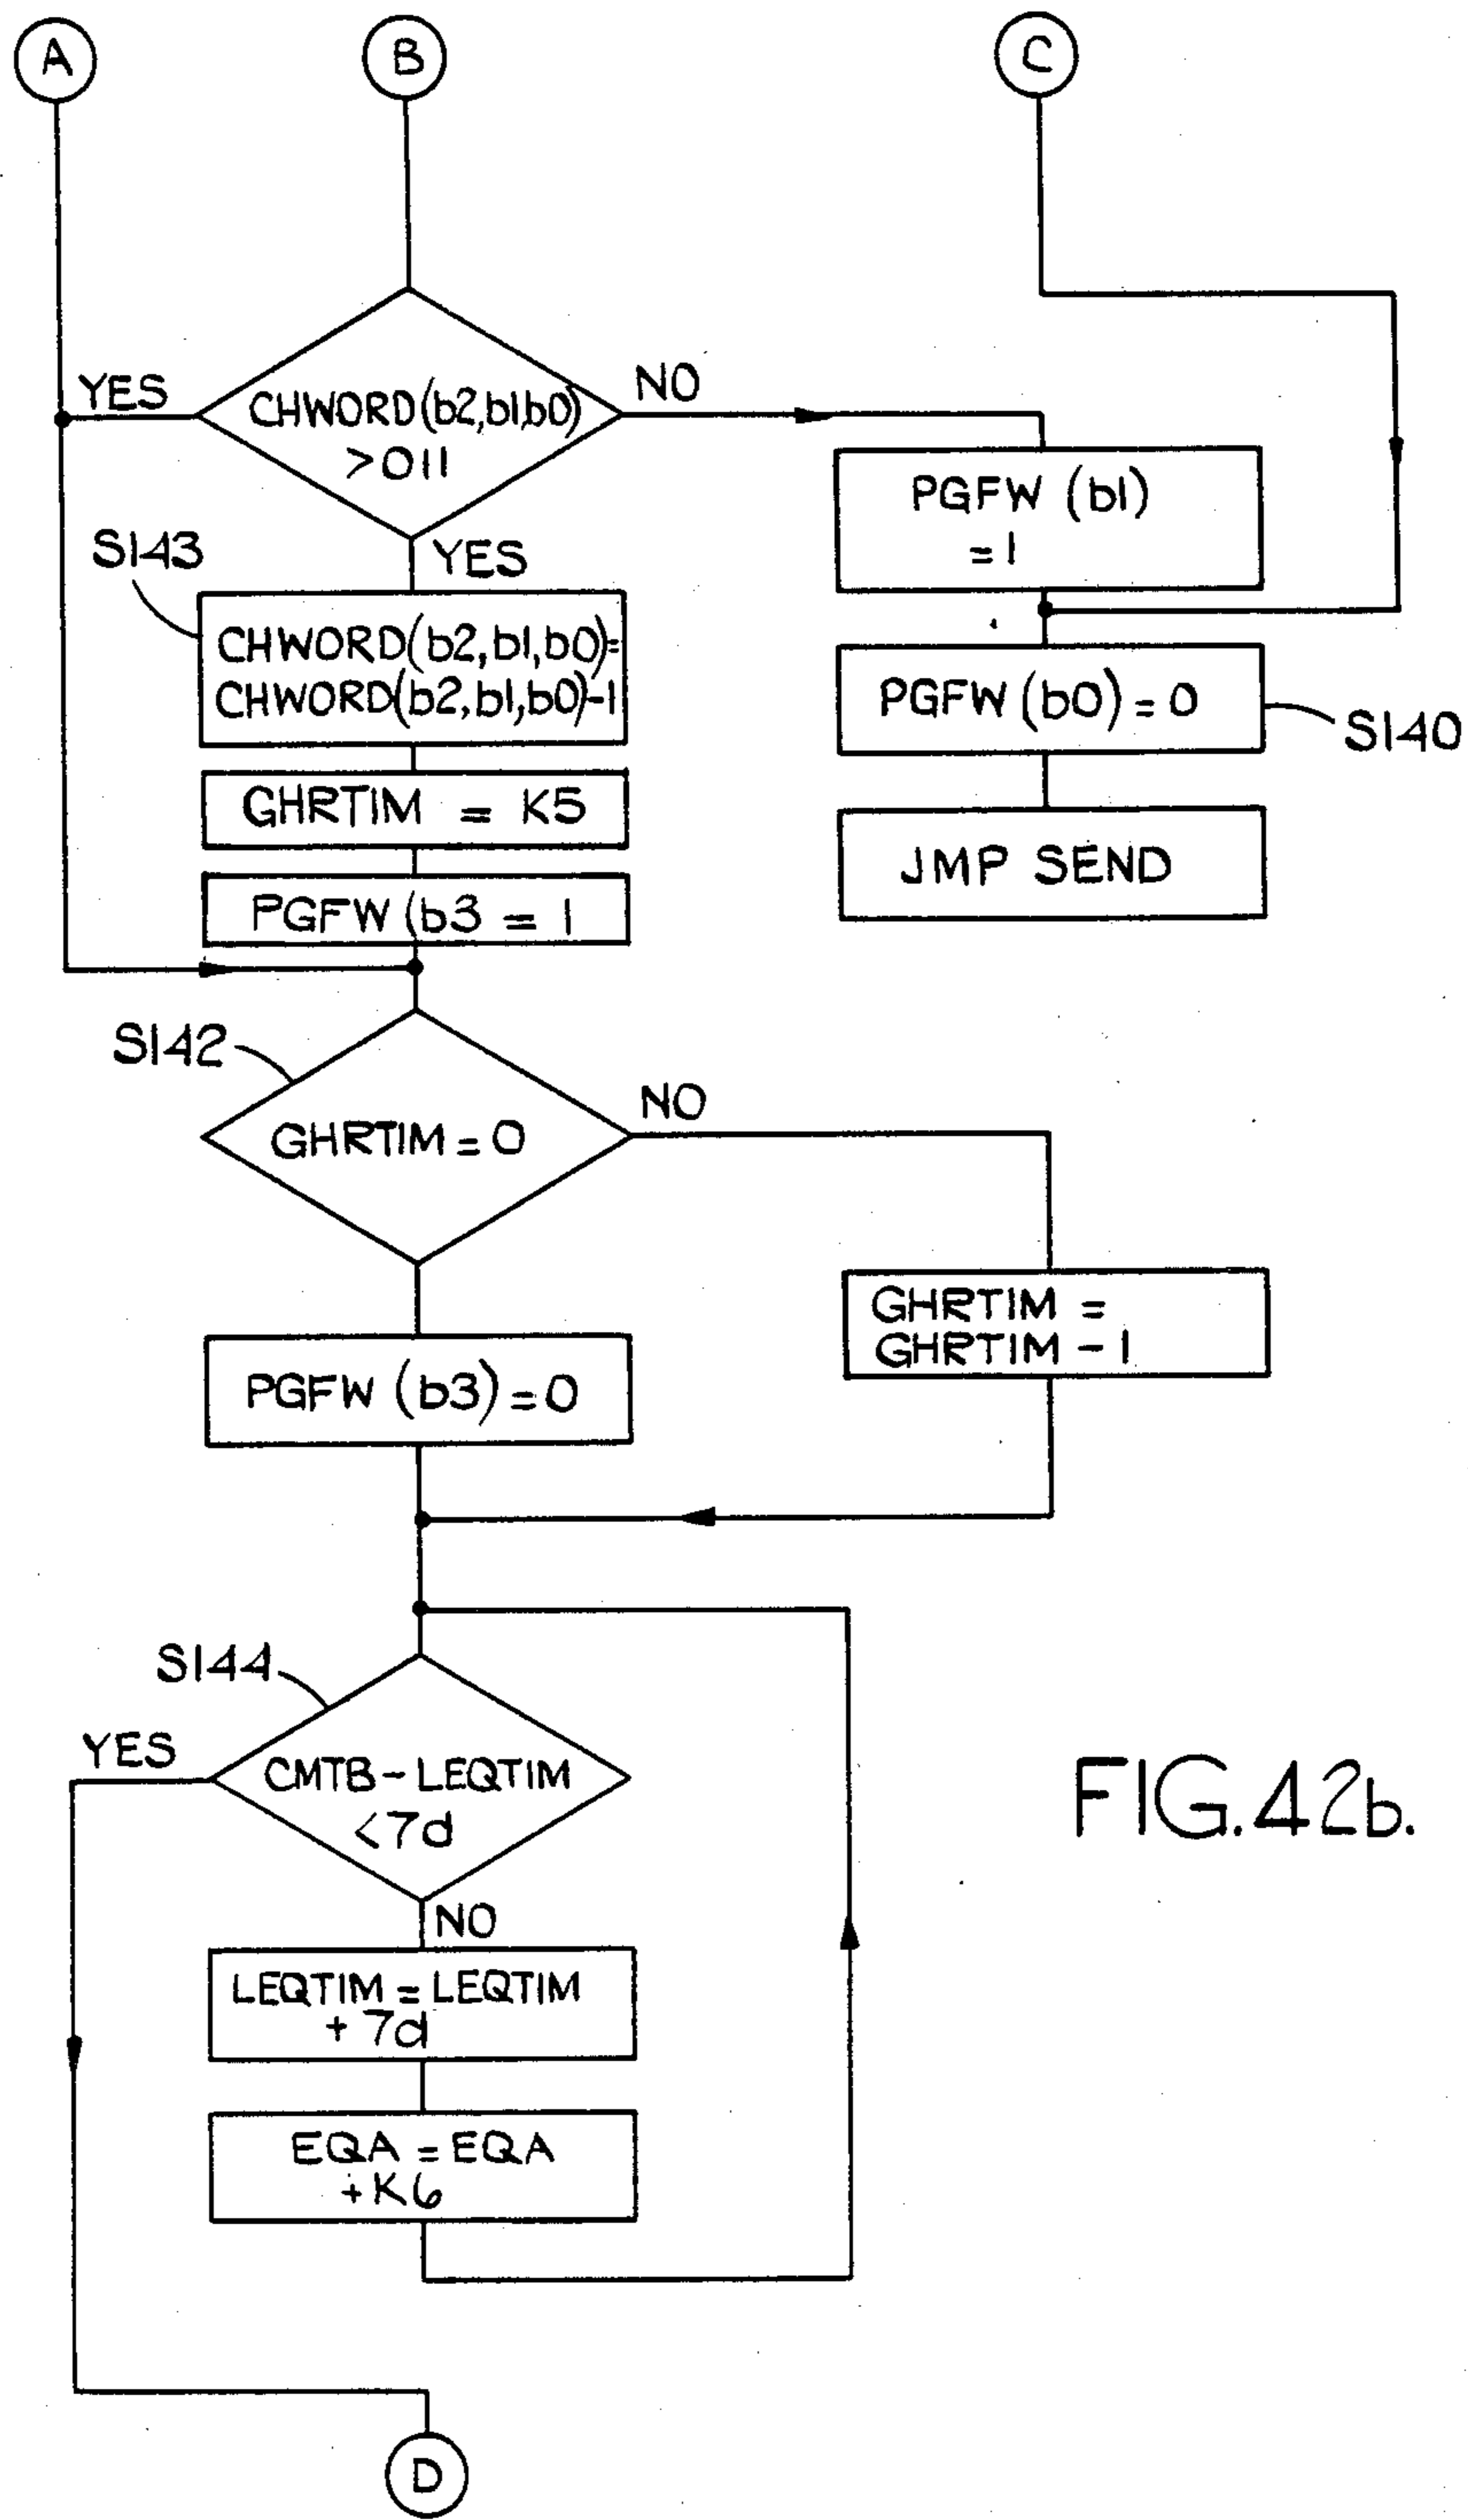 A
B
C
YES
CHWORD(b2,b1,b0)
>011
NO
PGFW (b1)
=1
S143
YES
CHWORD(b2,b1,b0)=
CHWORD(b2,b1,b0)-1
PGFW (b0)=0
S140
GHRTIM = K5
JMP SEND
PGFW (b3 = 1
S142
GHRTIM=0
NO
GHRTIM =
GHRTIM -1
PGFW (b3)=0
S144
YES
CMTB-LEQTIM
<7d
FIG.42b.
NO
LEQTIM=LEQTIM
+7d
EQA=EQA
+K6
D